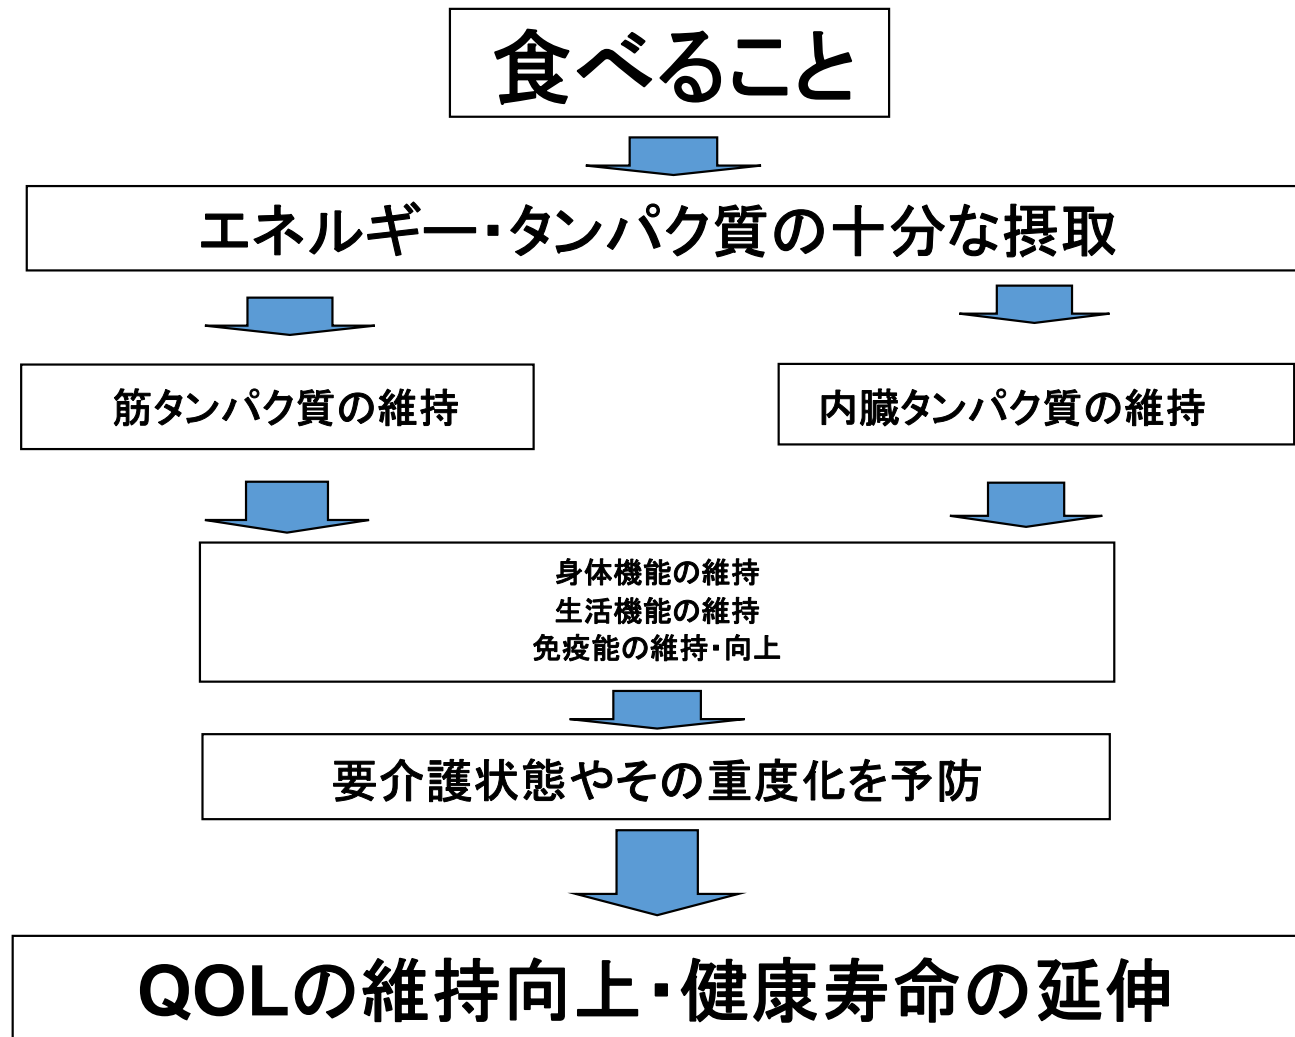 食べること
エネルギー・タンパク質の十分な摂取
筋タンパク質の維持
内臓タンパク質の維持
身体機能の維持
生活機能の維持
免疫能の維持・向上
要介護状態やその重度化を予防
QOLの維持向上・健康寿命の延伸